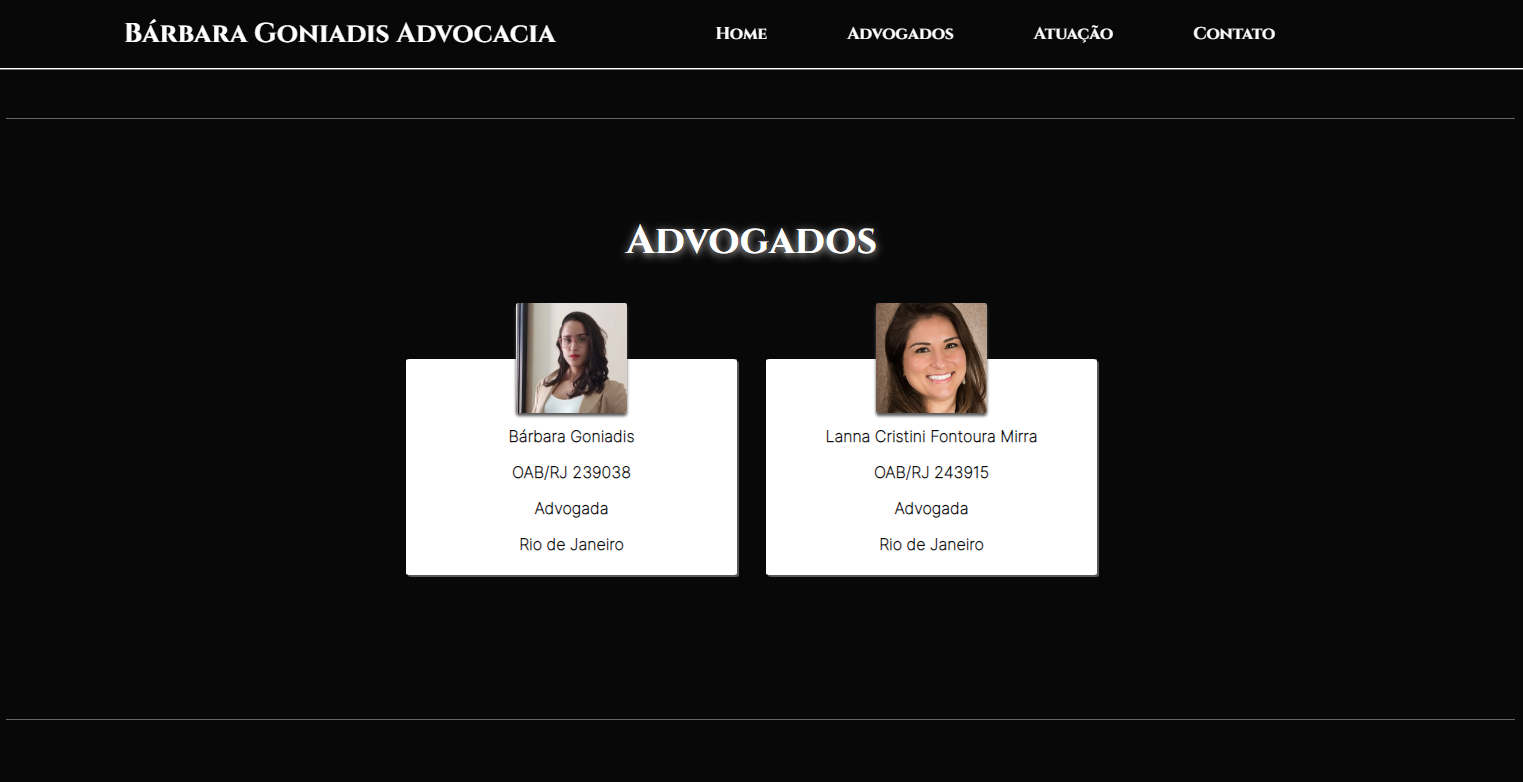 Bárbara Goniadis Advocacia
Home Advogados Atuação Contato
Advogados
Bárbara Goniadis
OAB/RJ 239038
Advogada
Rio de Janeiro
Lanna Cristini Fontoura Mirra
OAB/RJ 243915
Advogada
Rio de Janeiro